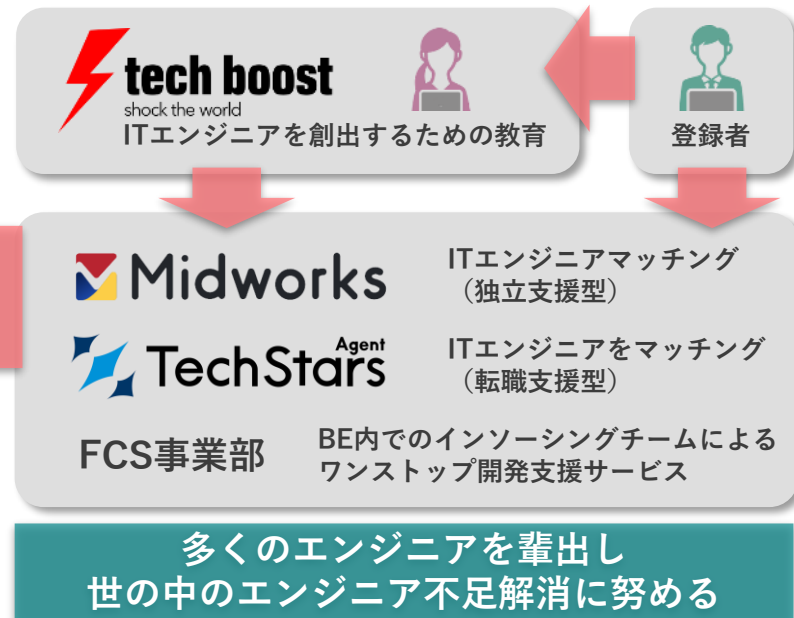 tech boost
shock the world
ITエンジニアを創出するための教育
登録者
Midworks
ITエンジニアマッチング
（独立支援型）
TechStars Agent
ITエンジニアをマッチング
（転職支援型）
FCS事業部
BE内でのインソーシングチームによる
ワンストップ開発支援サービス
多くのエンジニアを輩出し
世の中のエンジニア不足解消に努める